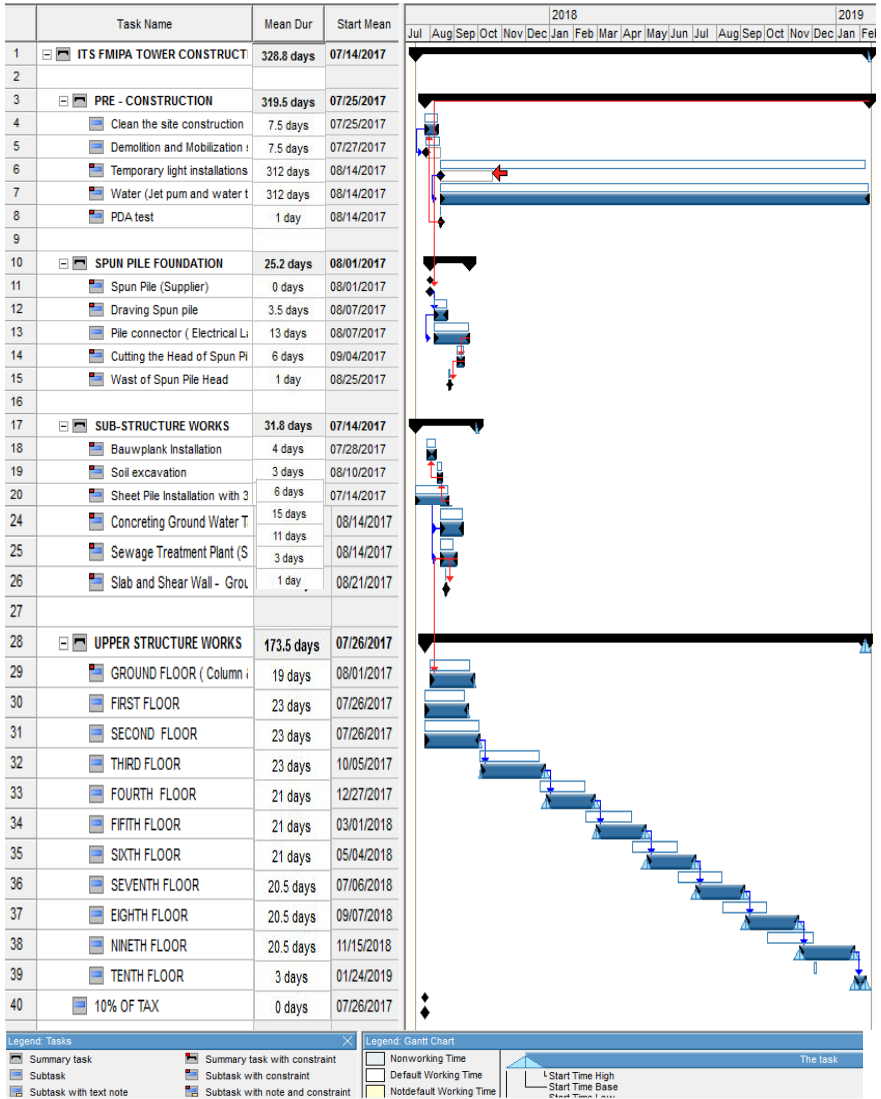 Task Name Mean Dur Start Mean 2018 2019
Jul Aug Sep Oct Nov Dec Jan Feb Mar Apr May Jun Jul Aug Sep Oct Nov Dec Jan Feb
1 ITS FMIPA TOWER CONSTRUCTI 328.8 days 07/14/2017
2
3 PRE - CONSTRUCTION 319.5 days 07/25/2017
4 Clean the site construction 7.5 days 07/25/2017
5 Demolition and Mobilization 7.5 days 07/27/2017
6 Temporary light installations 312 days 08/14/2017
7 Water (Jet pum and water t 312 days 08/14/2017
8 PDA test 1 day 08/14/2017
9
10 SPUN PILE FOUNDATION 25.2 days 08/01/2017
11 Spun Pile (Supplier) 0 days 08/01/2017
12 Draving Spun pile 3.5 days 08/07/2017
13 Pile connector ( Electrical La 13 days 08/07/2017
14 Cutting the Head of Spun Pi 6 days 09/04/2017
15 Wast of Spun Pile Head 1 day 08/25/2017
16
17 SUB-STRUCTURE WORKS 31.8 days 07/14/2017
18 Bauwplank Installation 4 days 07/28/2017
19 Soil excavation 3 days 08/10/2017
20 Sheet Pile Installation with 3 6 days 07/14/2017
15 days
24 Concreting Ground Water T 08/14/2017
11 days
25 Sewage Treatment Plant (S 3 days 08/14/2017
26 Slab and Shear Wall - Grou 1 day 08/21/2017
27
28 UPPER STRUCTURE WORKS 173.5 days 07/26/2017
29 GROUND FLOOR ( Column & 19 days 08/01/2017
30 FIRST FLOOR 23 days 07/26/2017
31 SECOND FLOOR 23 days 07/26/2017
32 THIRD FLOOR 23 days 10/05/2017
33 FOURTH FLOOR 21 days 12/27/2017
34 FIFITH FLOOR 21 days 03/01/2018
35 SIXTH FLOOR 21 days 05/04/2018
36 SEVENTH FLOOR 20.5 days 07/06/2018
37 EIGHTH FLOOR 20.5 days 09/07/2018
38 NINETH FLOOR 20.5 days 11/15/2018
39 TENTH FLOOR 3 days 01/24/2019
40 10% OF TAX 0 days 07/26/2017
Legend: Tasks
Summary task Summary task with constraint
Subtask Subtask with constraint
Subtask with text note Subtask with note and constraint
Legend: Gantt Chart
Nonworking Time The task
Default Working Time Start Time High
Notdefault Working Time Start Time Base
Start Time Low